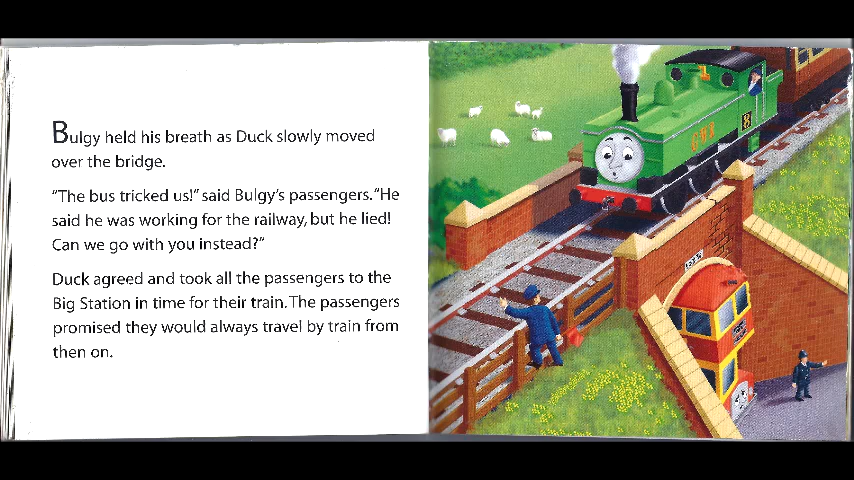 Bulgy held his breath as Duck slowly moved
over the bridge.
“The bus tricked us!” said Bulgy’s passengers. “He
said he was working for the railway, but he lied!
Can we go with you instead?”
Duck agreed and took all the passengers to the
Big Station in time for their train. The passengers
promised they would always travel by train from
then on.
1
GWR
8